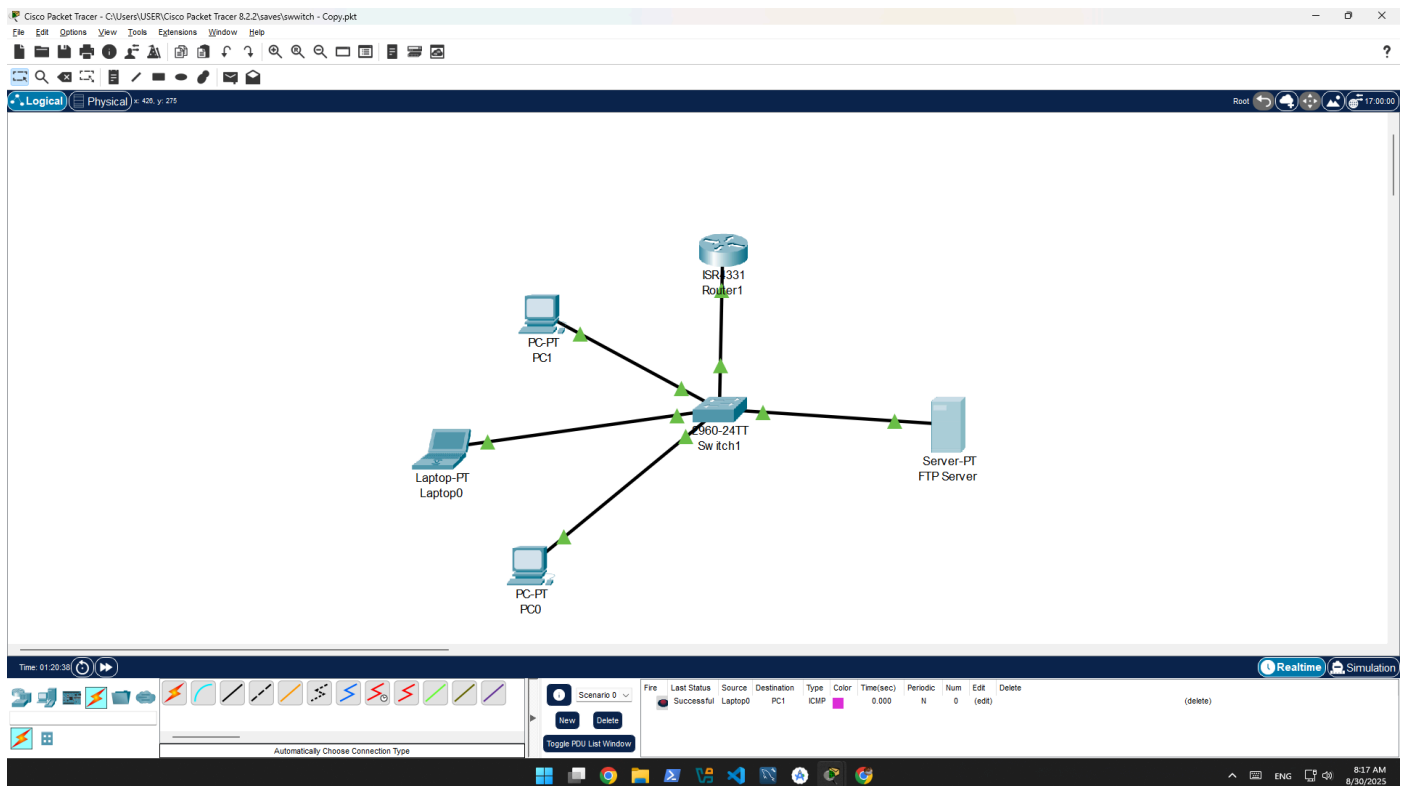 Cisco Packet Tracer - C:\Users\USER\Cisco Packet Tracer 8.2.2\saves\swwitch - Copy.pkt
File Edit Options View Tools Extensions Window Help
?
Logical Physical x: 426, y: 275 Root 17:00:00
ISR4331
Router1
PC-PT
PC1
2960-24TT
Switch1
Server-PT
FTP Server
Laptop-PT
Laptop0
PC-PT
PC0
Time: 01:20:38 Realtime Simulation
Scenario 0
New Delete
Toggle PDU List Window
Fire Last Status Source Destination Type Color Time(sec) Periodic Num Edit Delete
Successful Laptop0 PC1 ICMP 0.000 N 0 (edit) (delete)
Automatically Choose Connection Type
ENG
8:17 AM
8/30/2025